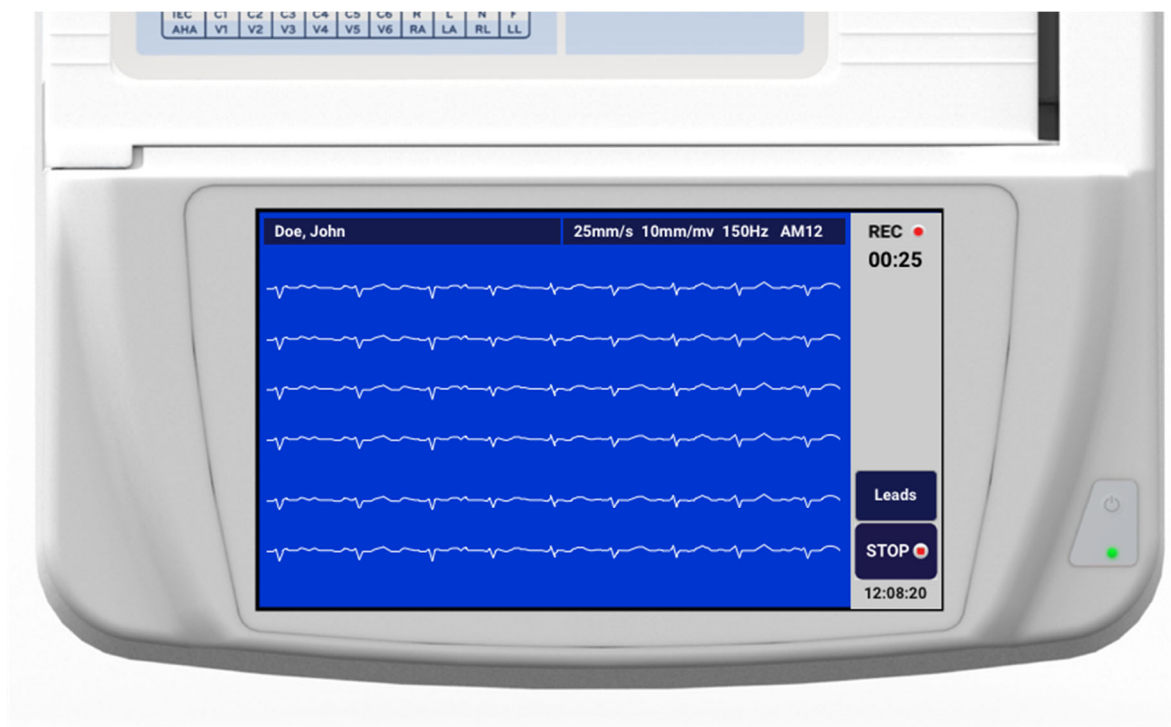 IEC C1 C2 C3 C4 C5 C6 R L N F
AHA V1 V2 V3 V4 V5 V6 RA LA RL LL
Doe, John
25mm/s 10mm/mv 150Hz AM12
REC
00:25
Leads
STOP
12:08:20